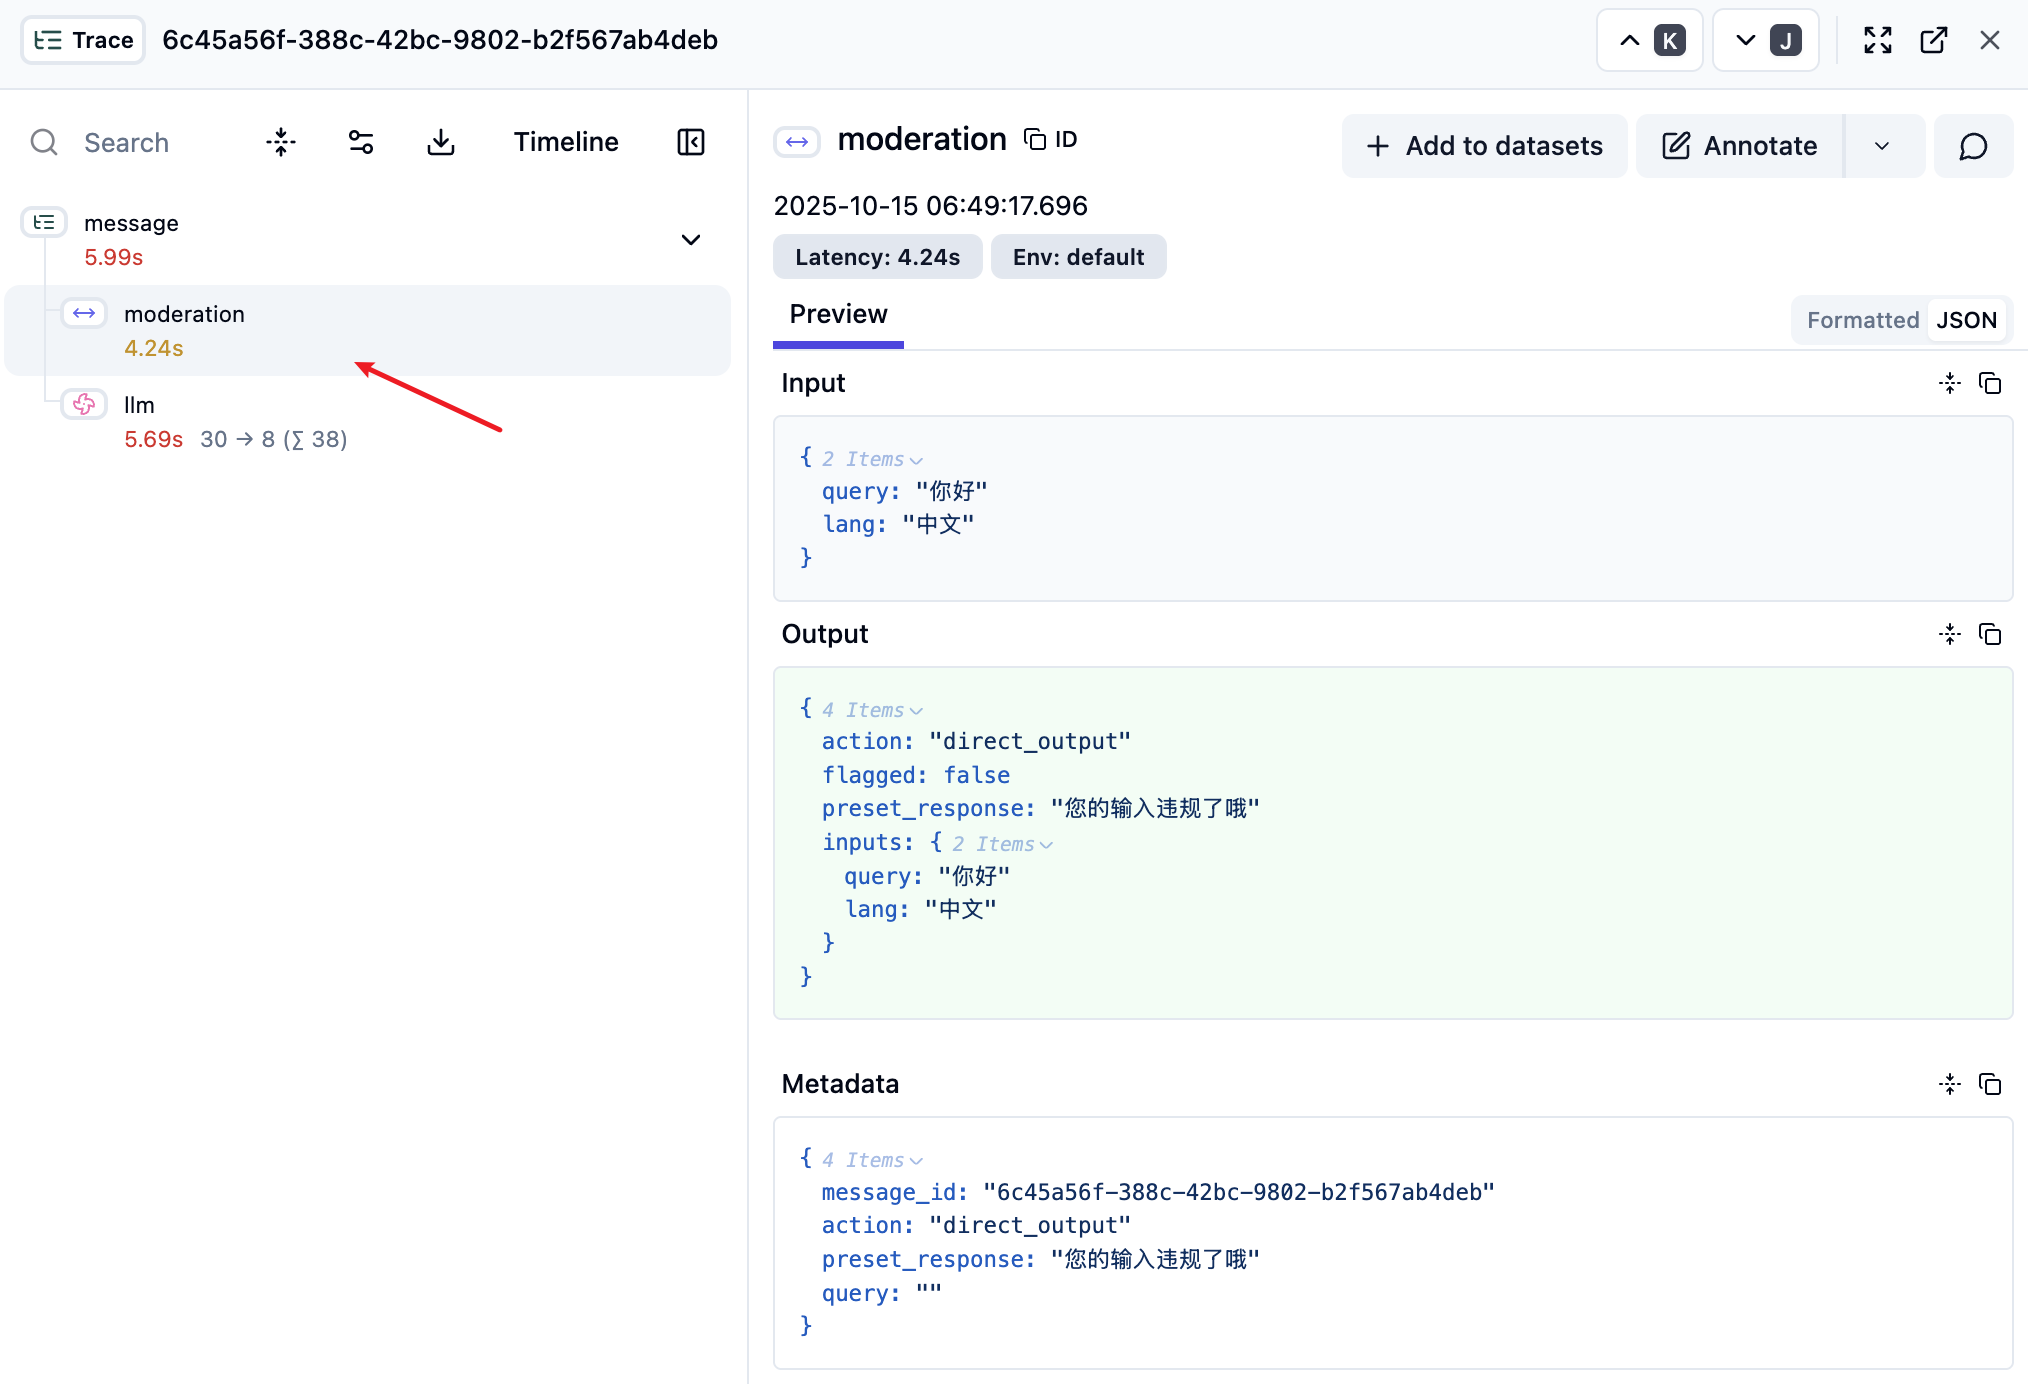 Trace 6c45a56f-388c-42bc-9802-b2f567ab4deb K J
Search Timeline
message
5.99s
moderation
4.24s
llm
5.69s 30 → 8 (∑ 38)
moderation ID
Add to datasets Annotate
2025-10-15 06:49:17.696
Latency: 4.24s Env: default
Preview Formatted JSON
Input
{ 2 Items
query: "你好"
lang: "中文"
}
Output
{ 4 Items
action: "direct_output"
flagged: false
preset_response: "您的输入违规了哦"
inputs: { 2 Items
query: "你好"
lang: "中文"
}
}
Metadata
{ 4 Items
message_id: "6c45a56f-388c-42bc-9802-b2f567ab4deb"
action: "direct_output"
preset_response: "您的输入违规了哦"
query: ""
}